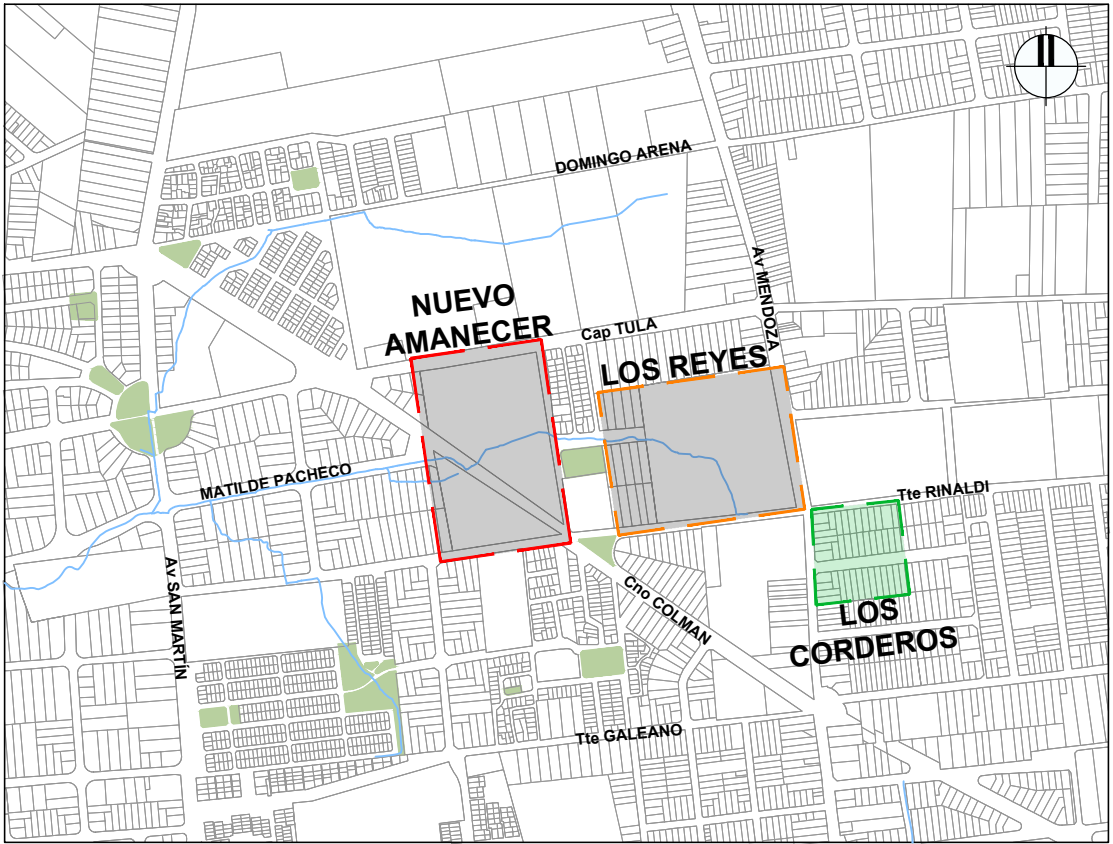 DOMINGO ARENA
Av MENDOZA
NUEVO
AMANECER
Cap TULA
LOS REYES
MATILDE PACHECO
Tte RINALDI
Av SAN MARTÍN
Cno COLMAN
LOS
CORDEROS
Tte GALEANO